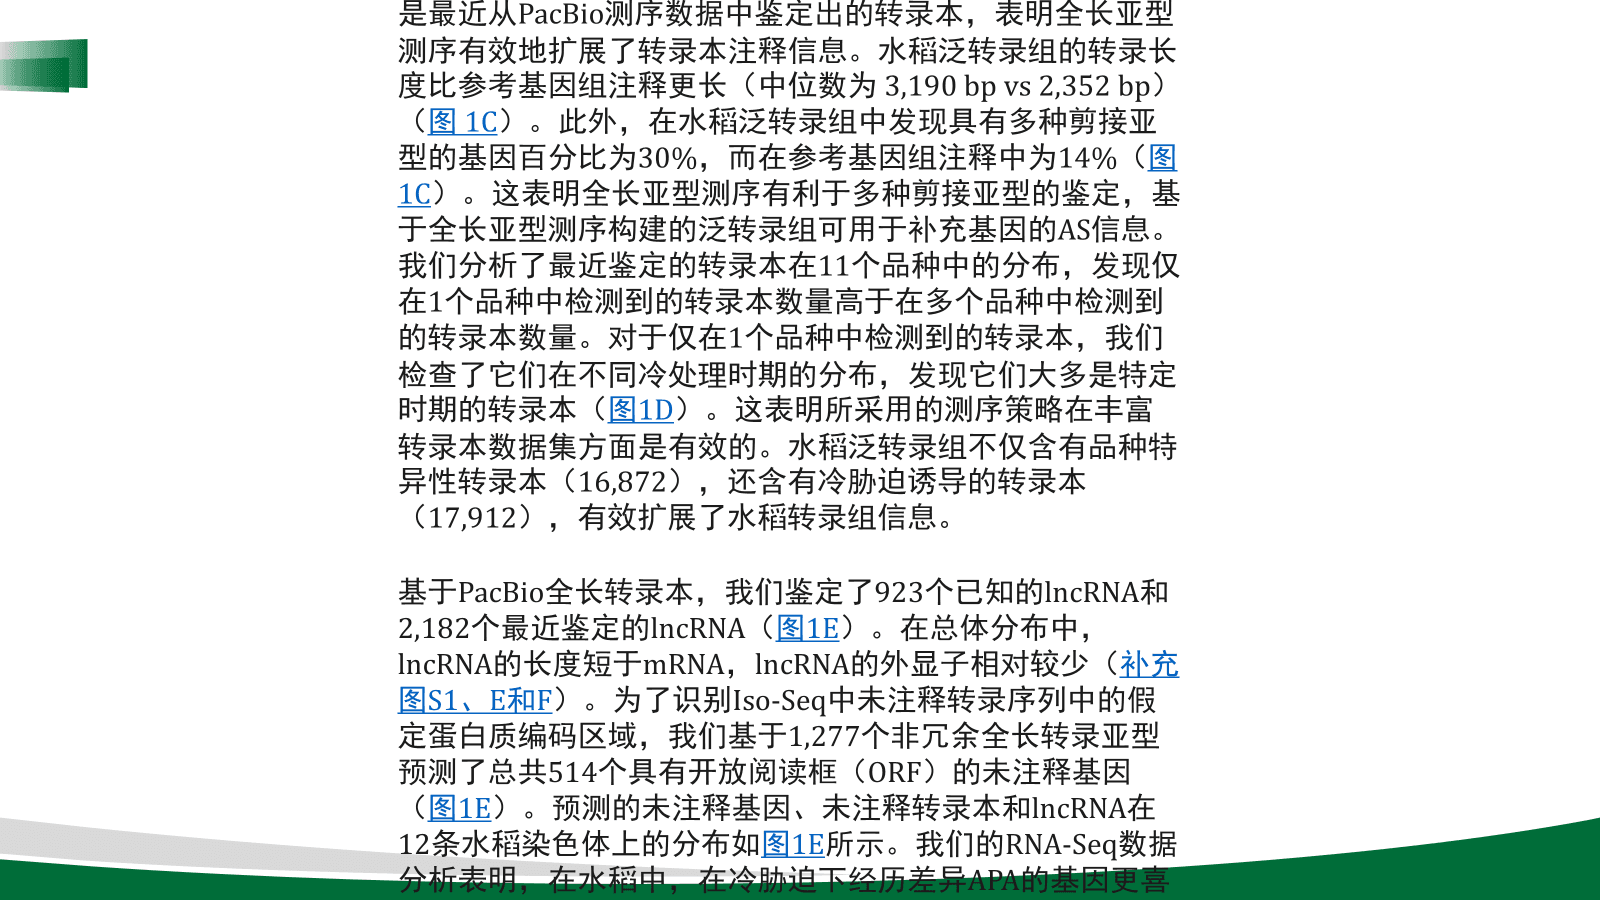 是最近从PacBio测序数据中鉴定出的转录本，表明全长亚型
测序有效地扩展了转录本注释信息。水稻泛转录组的转录长
度比参考基因组注释更长（中位数为 3,190 bp vs 2,352 bp）
（图 1C）。此外，在水稻泛转录组中发现具有多种剪接亚
型的基因百分比为30%，而在参考基因组注释中为14%（图
1C）。这表明全长亚型测序有利于多种剪接亚型的鉴定，基
于全长亚型测序构建的泛转录组可用于补充基因的AS信息。
我们分析了最近鉴定的转录本在11个品种中的分布，发现仅
在1个品种中检测到的转录本数量高于在多个品种中检测到
的转录本数量。对于仅在1个品种中检测到的转录本，我们
检查了它们在不同冷处理时期的分布，发现它们大多是特定
时期的转录本（图1D）。这表明所采用的测序策略在丰富
转录本数据集方面是有效的。水稻泛转录组不仅含有品种特
异性转录本（16,872），还含有冷胁迫诱导的转录本
（17,912），有效扩展了水稻转录组信息。
基于PacBio全长转录本，我们鉴定了923个已知的lncRNA和
2,182个最近鉴定的lncRNA（图1E）。在总体分布中，
lncRNA的长度短于mRNA，lncRNA的外显子相对较少（补充
图S1、E和F）。为了识别Iso-Seq中未注释转录序列中的假
定蛋白质编码区域，我们基于1,277个非冗余全长转录亚型
预测了总共514个具有开放阅读框（ORF）的未注释基因
（图1E）。预测的未注释基因、未注释转录本和lncRNA在
12条水稻染色体上的分布如图1E所示。我们的RNA-Seq数据
分析表明，在水稻中，在冷胁迫下经历差异APA的基因更喜